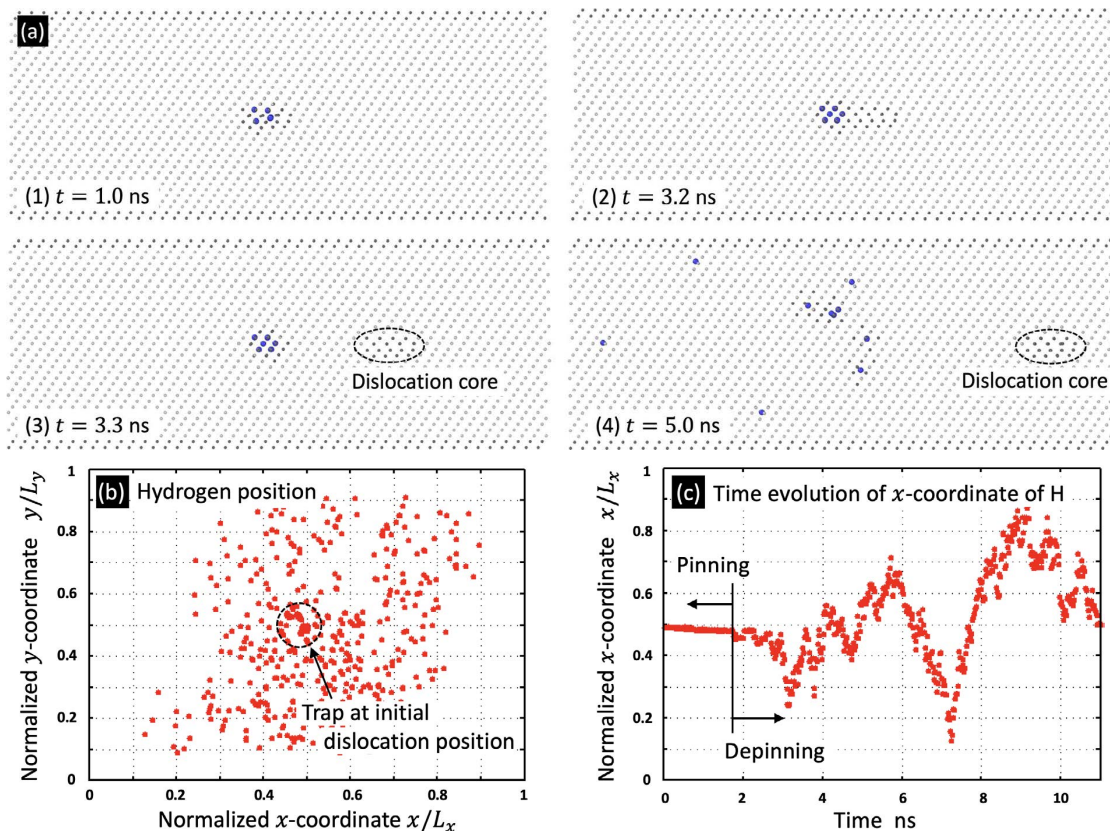 (a)
(1) t = 1.0 ns
(2) t = 3.2 ns
Dislocation core
(3) t = 3.3 ns
Dislocation core
(4) t = 5.0 ns
(b) Hydrogen position
Normalized y-coordinate y/L_y
1
0.8
0.6
0.4
0.2
0
Trap at initial
dislocation position
0 0.2 0.4 0.6 0.8 1
Normalized x-coordinate x/L_x
(c) Time evolution of x-coordinate of H
Normalized x-coordinate x/L_x
1
0.8
0.6
0.4
0.2
0
Pinning
Depinning
0 2 4 6 8 10
Time ns